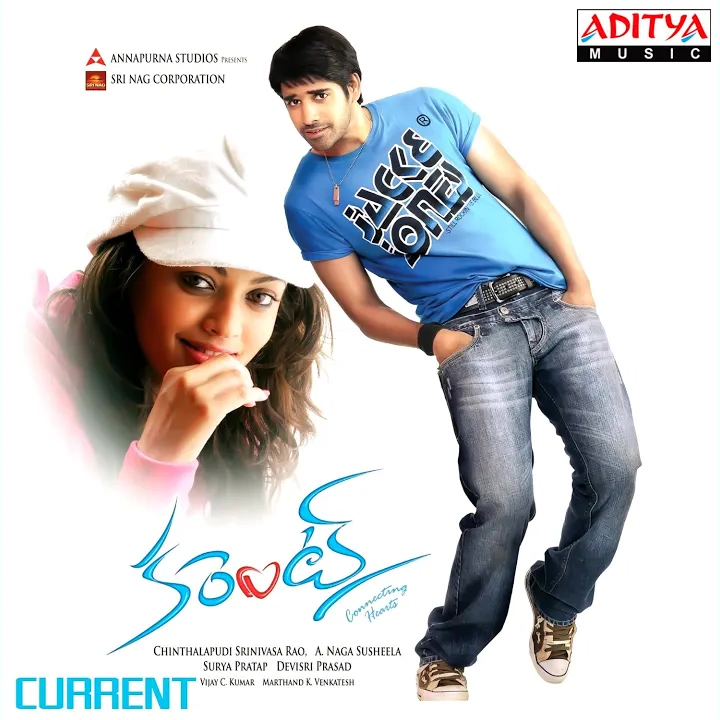 ANNAPURNA STUDIOS PRESENTS
SRI NAG CORPORATION
ADITYA
MUSIC
JACK &
JONES
®
కరెంట్
Connecting
Hearts
CHINTHALAPUDI SRINIVASA RAO, A. NAGA SUSHEELA
SURYA PRATAP DEVISRI PRASAD
VIJAY C. KUMAR MARTHAND K. VENKATESH
CURRENT